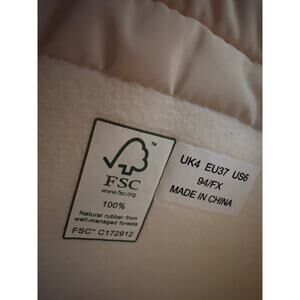 ™
FSC
www.fsc.org
100%
Natural rubber from
well-managed forests
FSC™ C172912
UK4 EU37 US6
94/FX
MADE IN CHINA